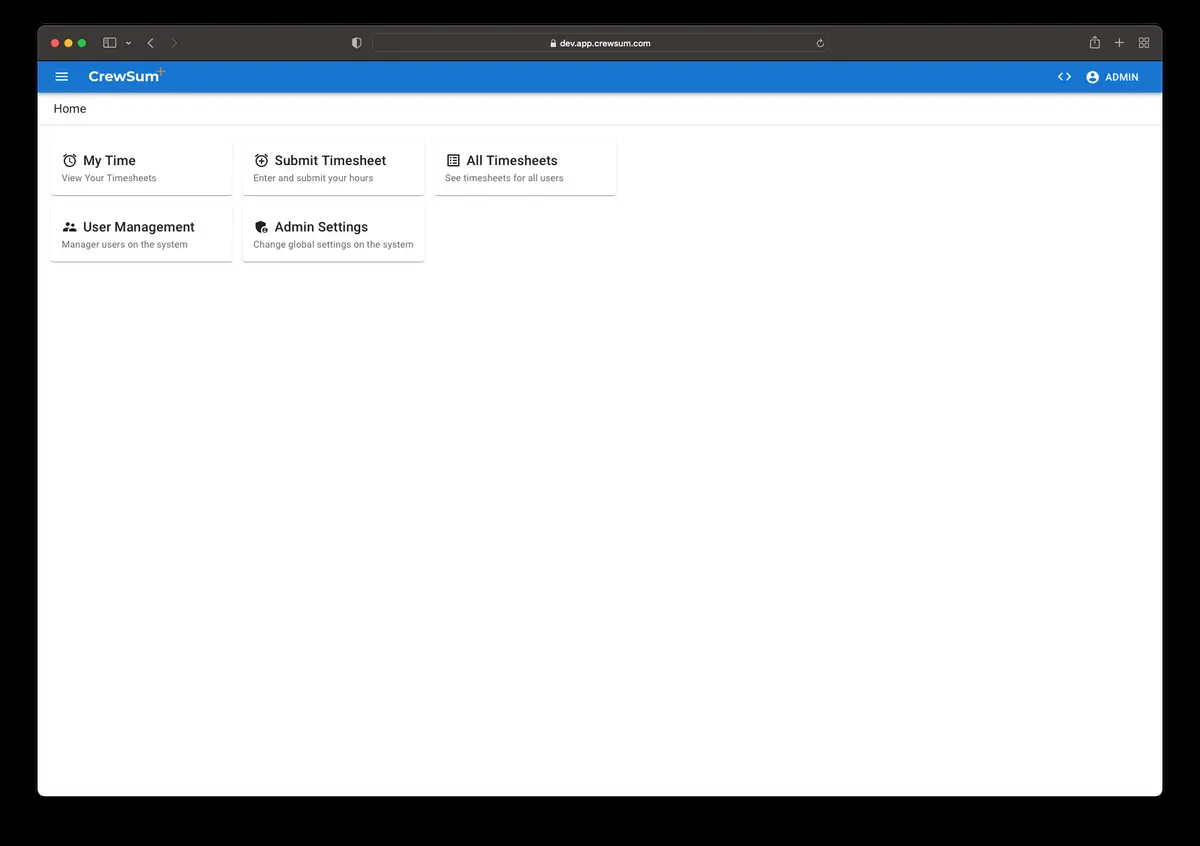 dev.app.crewsum.com
CrewSum+
ADMIN
Home
My Time
View Your Timesheets
Submit Timesheet
Enter and submit your hours
All Timesheets
See timesheets for all users
User Management
Manager users on the system
Admin Settings
Change global settings on the system